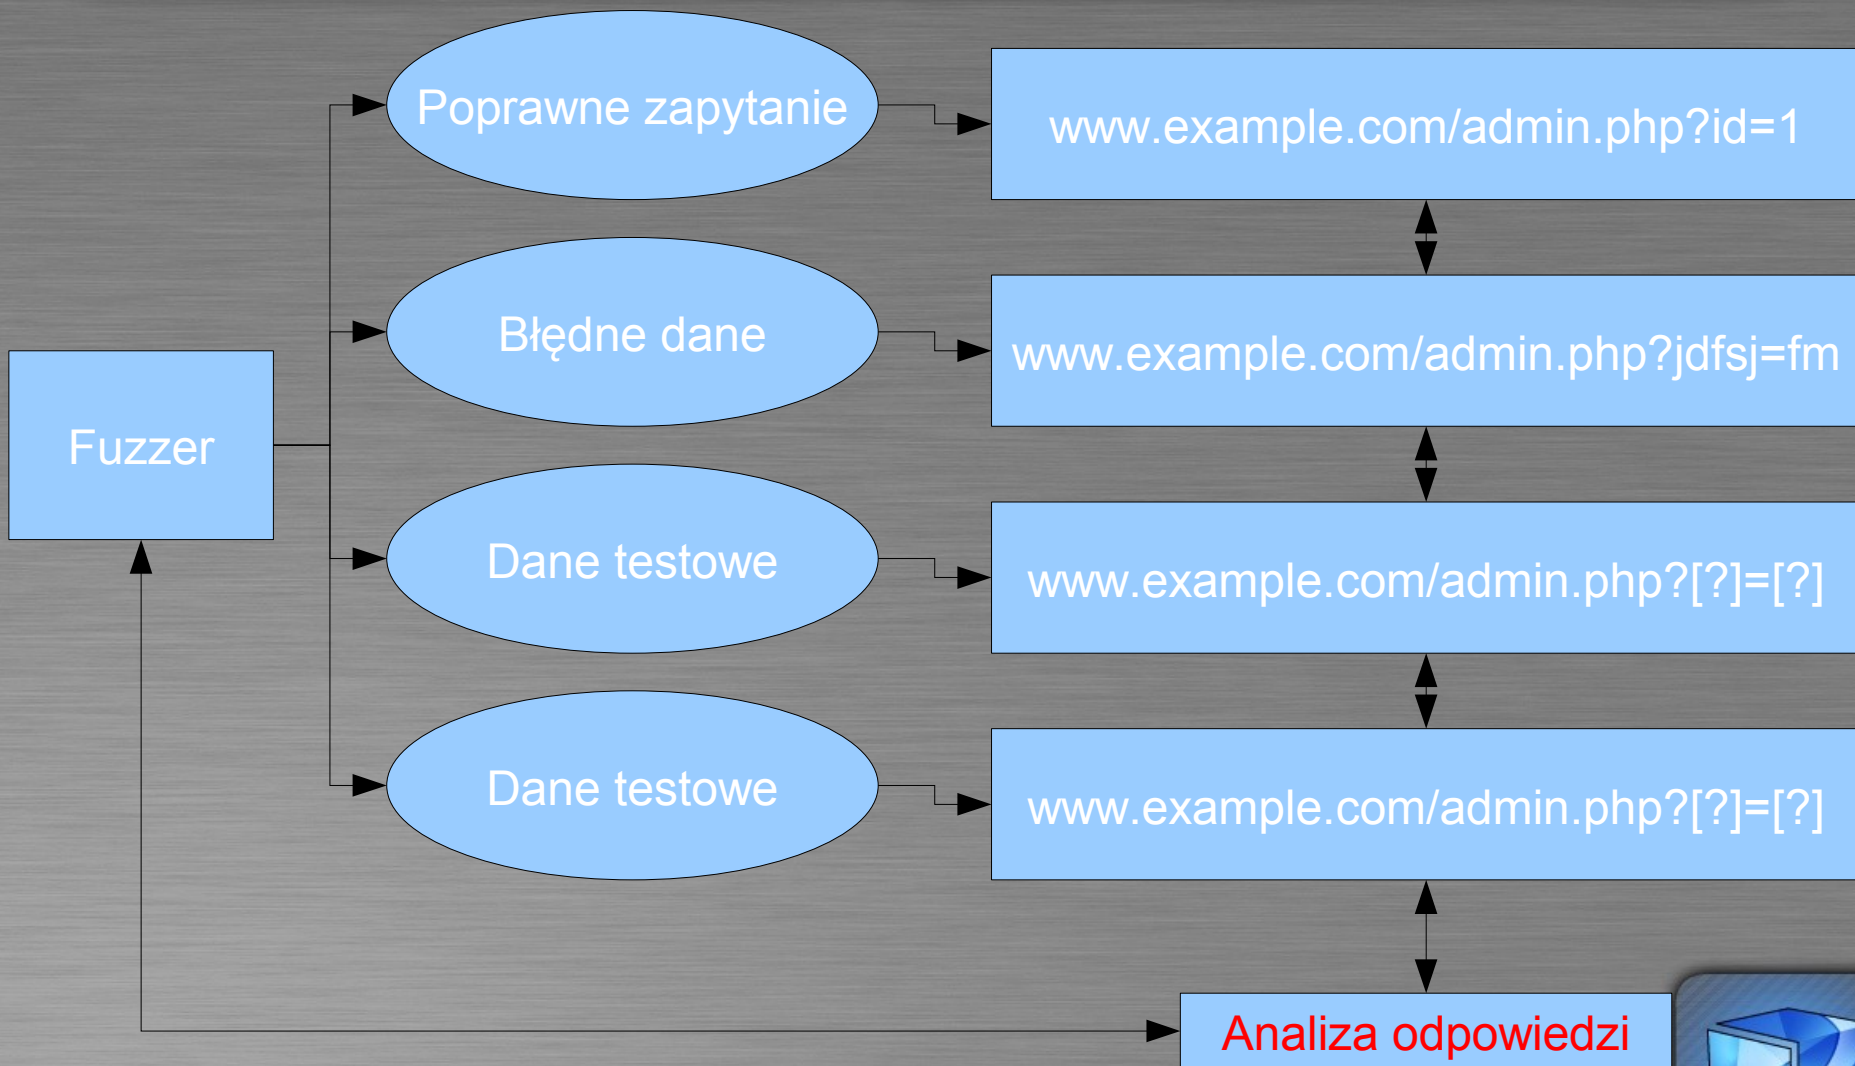 Poprawne zapytanie
www.example.com/admin.php?id=1
Błędne dane
www.example.com/admin.php?jdfsj=fm
Fuzzer
Dane testowe
www.example.com/admin.php?[?]=[?]
Dane testowe
www.example.com/admin.php?[?]=[?]
Analiza odpowiedzi